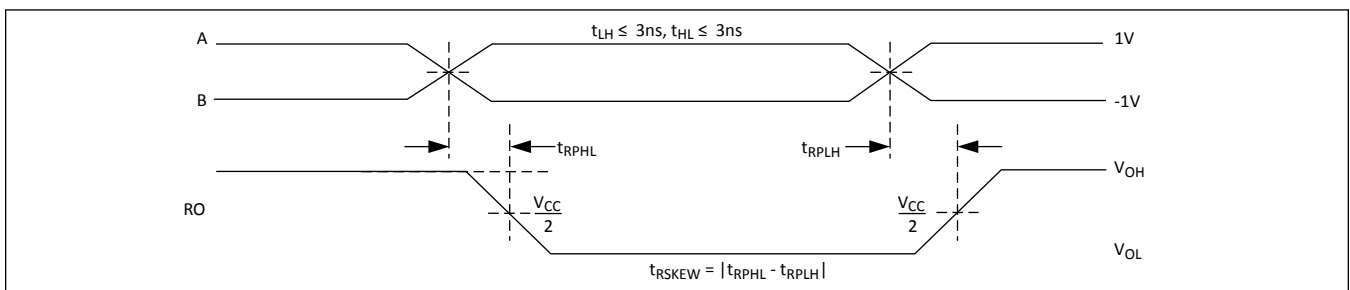 A
t_LH ≤ 3ns, t_HL ≤ 3ns
1V
B
-1V
t_RPHL
t_RPLH
V_OH
RO
V_CC
2
V_CC
2
V_OL
t_RSKEW = |t_RPHL - t_RPLH|